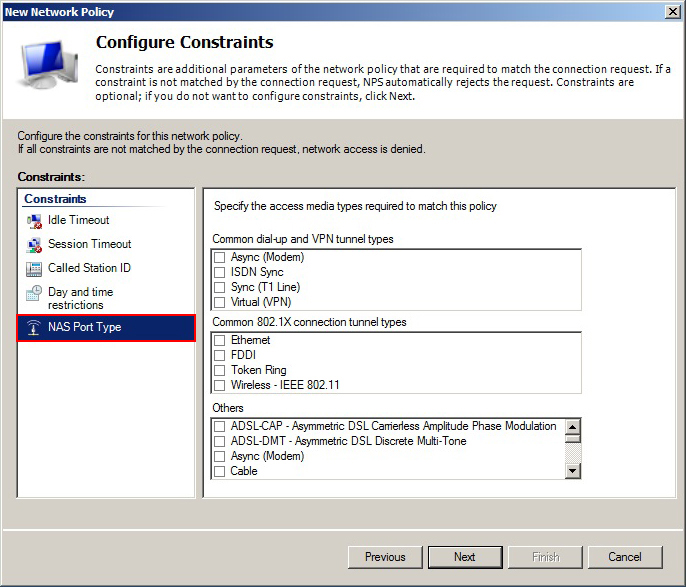 New Network Policy
Configure Constraints
Constraints are additional parameters of the network policy that are required to match the connection request. If a
constraint is not matched by the connection request, NPS automatically rejects the request. Constraints are
optional; if you do not want to configure constraints, click Next.
Configure the constraints for this network policy.
If all constraints are not matched by the connection request, network access is denied.
Constraints:
Constraints
Idle Timeout
Session Timeout
Called Station ID
Day and time
restrictions
NAS Port Type
Specify the access media types required to match this policy
Common dial-up and VPN tunnel types
Async (Modem)
ISDN Sync
Sync (T1 Line)
Virtual (VPN)
Common 802.1X connection tunnel types
Ethernet
FDDI
Token Ring
Wireless - IEEE 802.11
Others
ADSL-CAP - Asymmetric DSL Carrierless Amplitude Phase Modulation
ADSL-DMT - Asymmetric DSL Discrete Multi-Tone
Async (Modem)
Cable
Previous
Next
Finish
Cancel